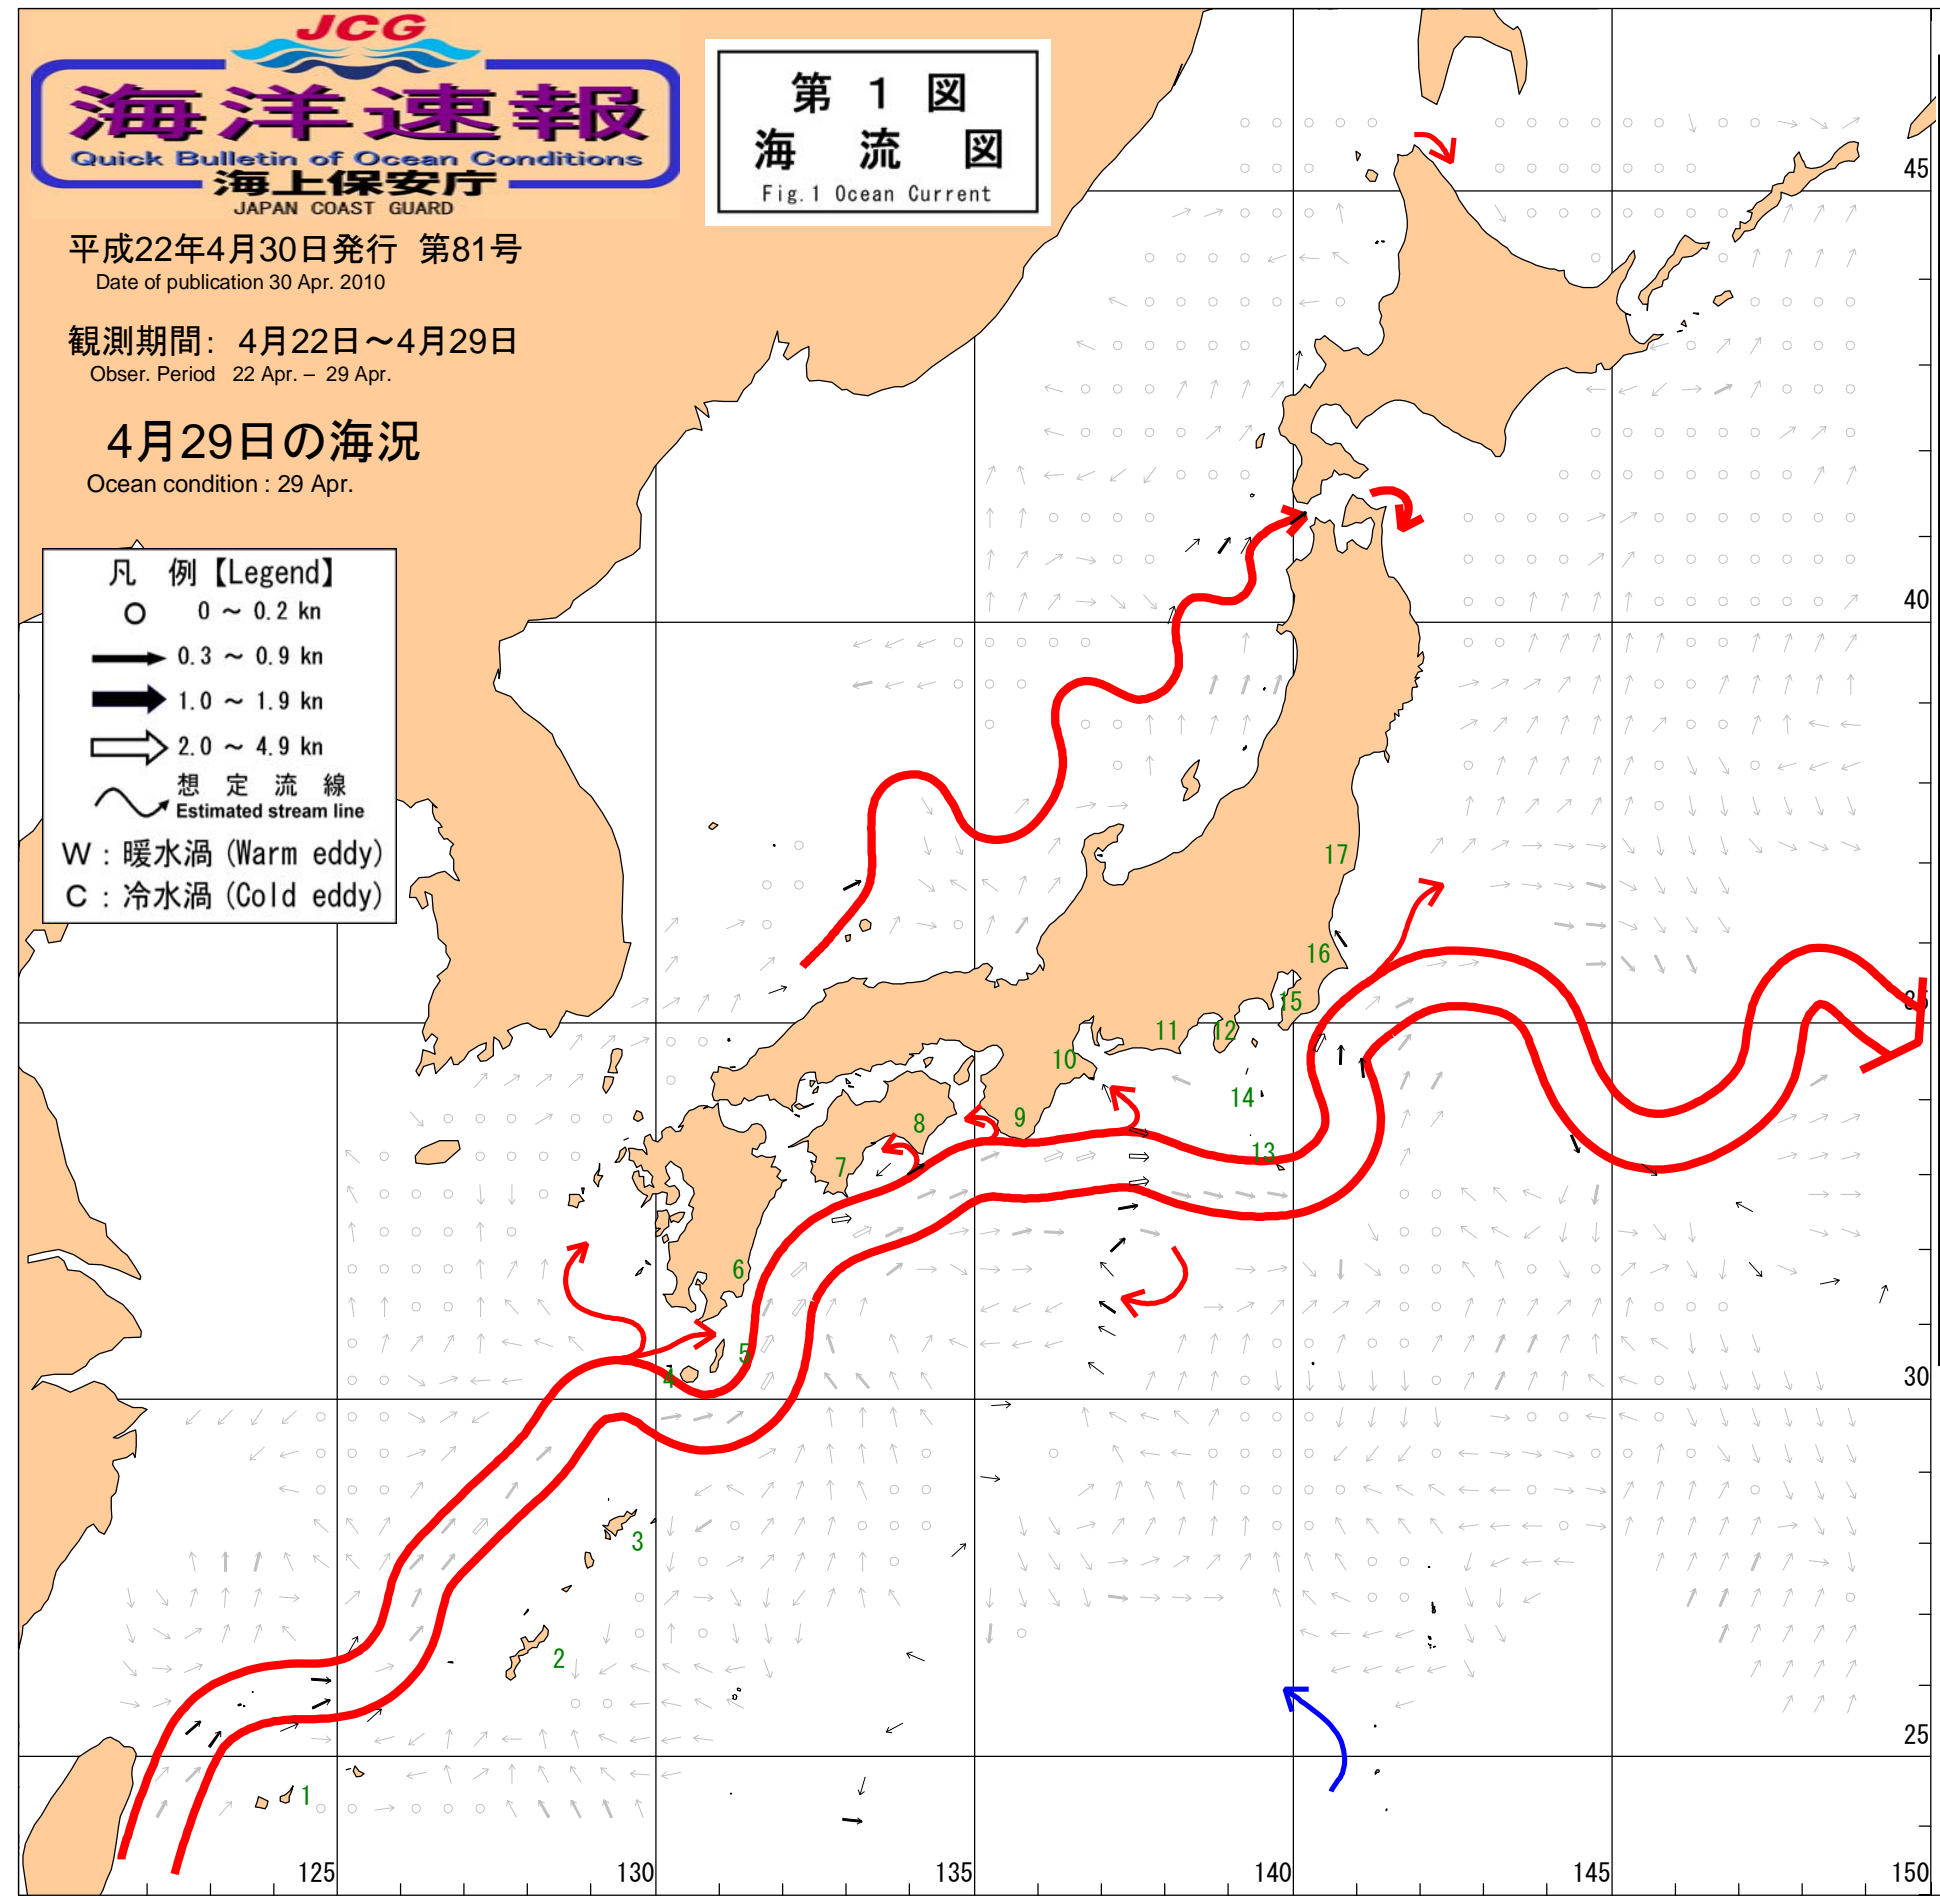 JCG
海洋速報
Quick Bulletin of Ocean Conditions
海上保安庁
JAPAN COAST GUARD
第 1 図
海 流 図
Fig.1 Ocean Current
平成22年4月30日発行 第81号
Date of publication 30 Apr. 2010
観測期間: 4月22日~4月29日
Obser. Period 22 Apr. – 29 Apr.
4月29日の海況
Ocean condition : 29 Apr.
凡 例【Legend】
0 ~ 0.2 kn
0.3 ~ 0.9 kn
1.0 ~ 1.9 kn
2.0 ~ 4.9 kn
想 定 流 線
Estimated stream line
W : 暖水渦 (Warm eddy)
C : 冷水渦 (Cold eddy)
45
40
35
30
25
17
16
15
11
12
10
14
9
8
13
7
6
5
4
3
2
1
125
130
135
140
145
150